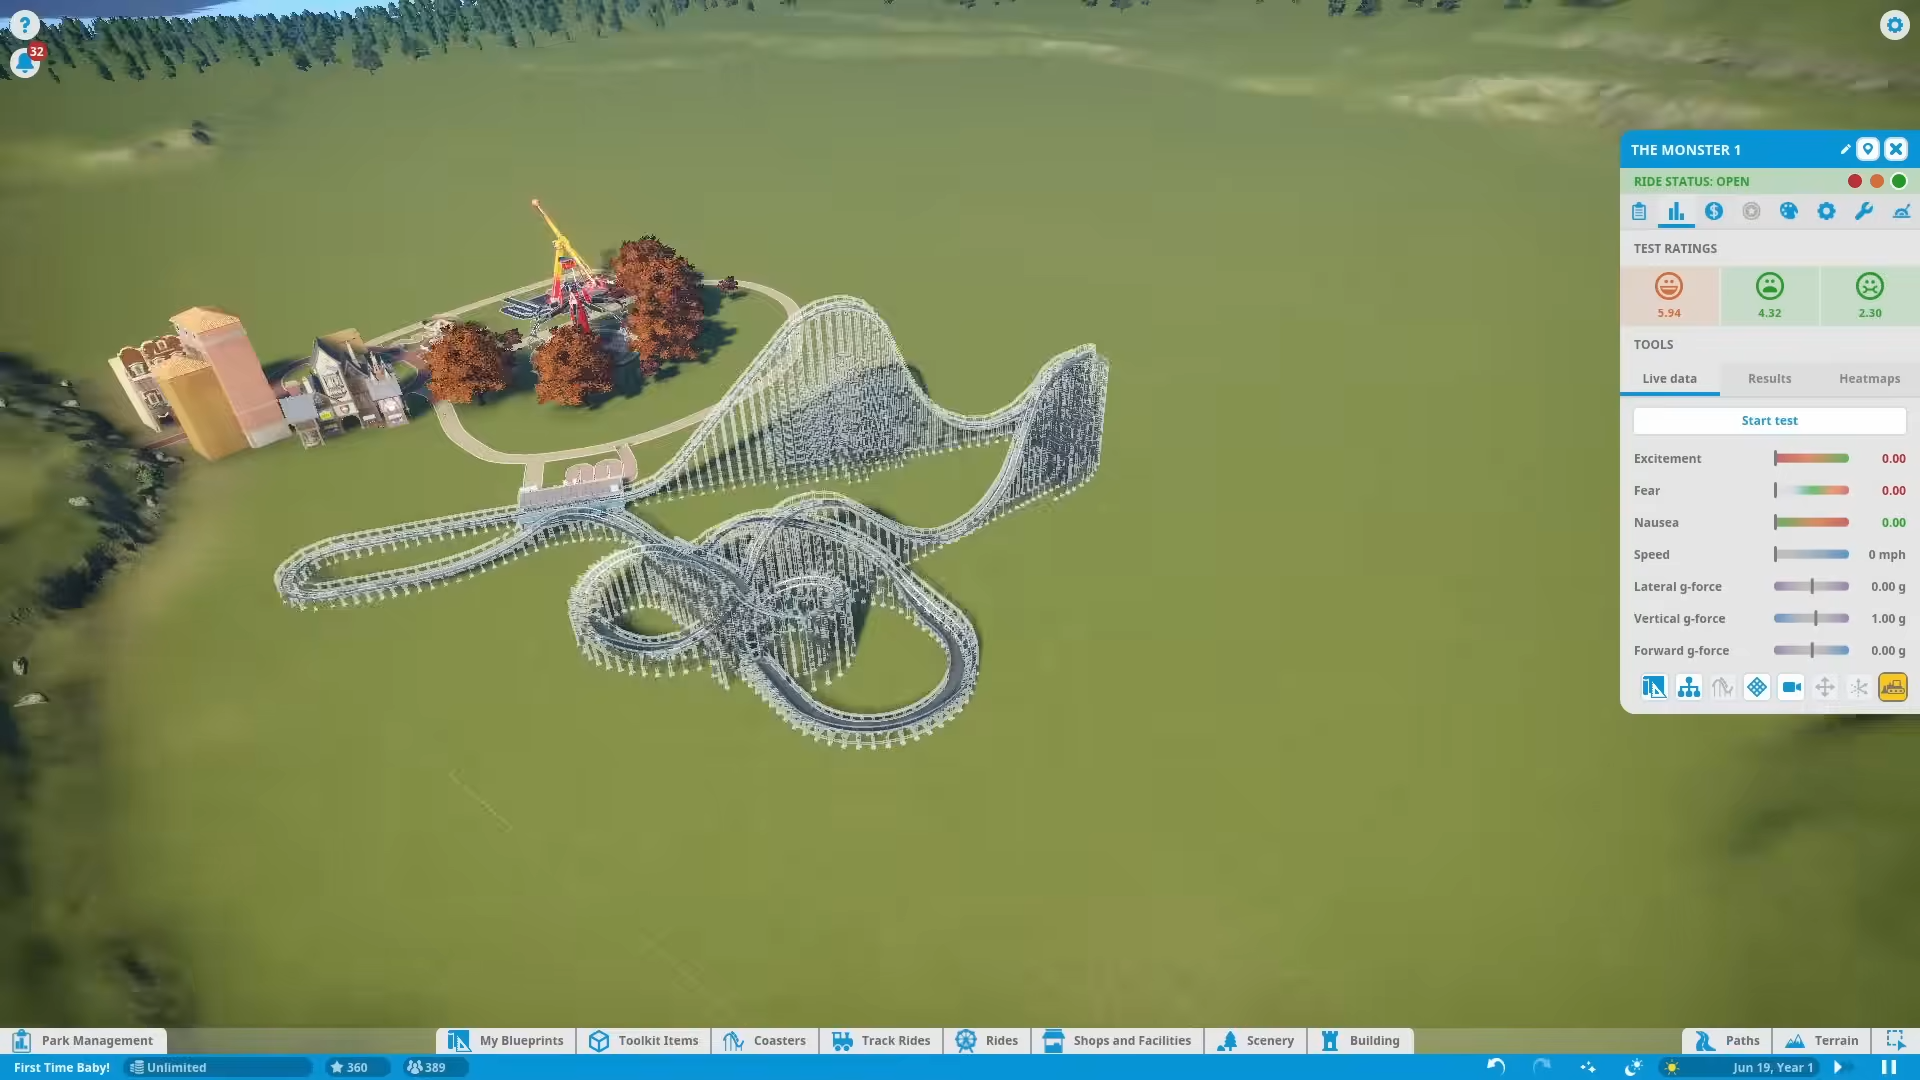 ?
32
THE MONSTER 1
RIDE STATUS: OPEN
TEST RATINGS
5.94 4.32 2.30
TOOLS
Live data Results Heatmaps
Start test
Excitement 0.00
Fear 0.00
Nausea 0.00
Speed 0 mph
Lateral g-force 0.00 g
Vertical g-force 1.00 g
Forward g-force 0.00 g
Park Management My Blueprints Toolkit Items Coasters Track Rides Rides Shops and Facilities Scenery Building Paths Terrain
First Time Baby! Unlimited 360 389 Jun 19, Year 1